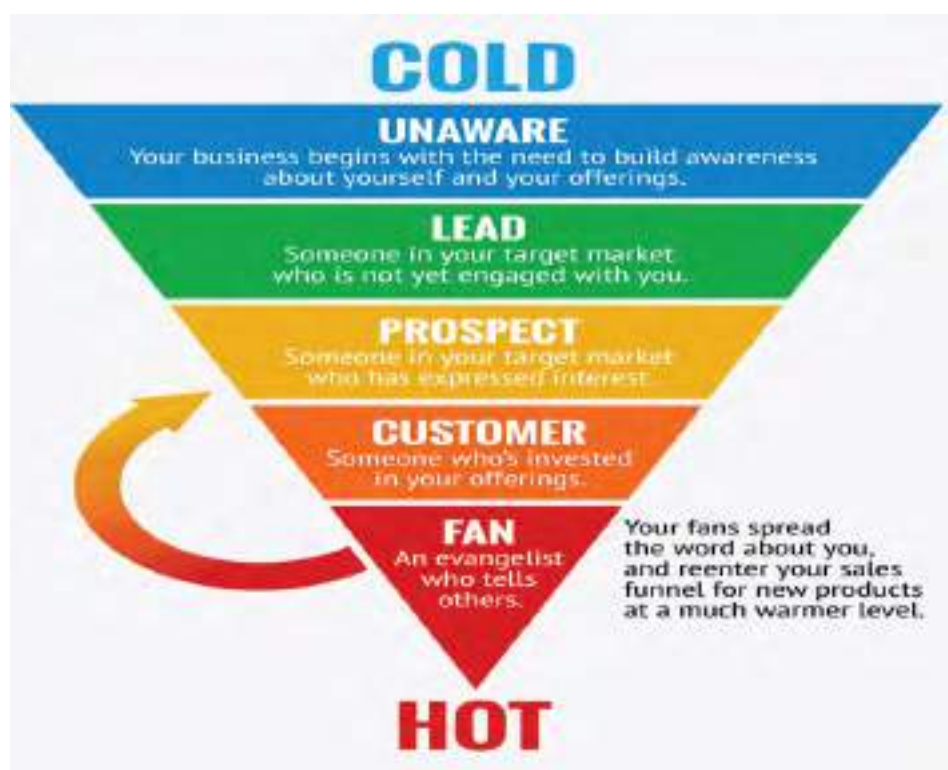 COLD
UNAWARE
Your business begins with the need to build awareness
about yourself and your offerings.
LEAD
Someone in your target market
who is not yet engaged with you.
PROSPECT
Someone in your target market
who has expressed interest
CUSTOMER
Someone who's invested
in your offerings.
FAN
An evangelist
who tells
others.
Your fans spread
the word about you,
and reenter your sales
funnel for new products
at a much warmer level.
HOT